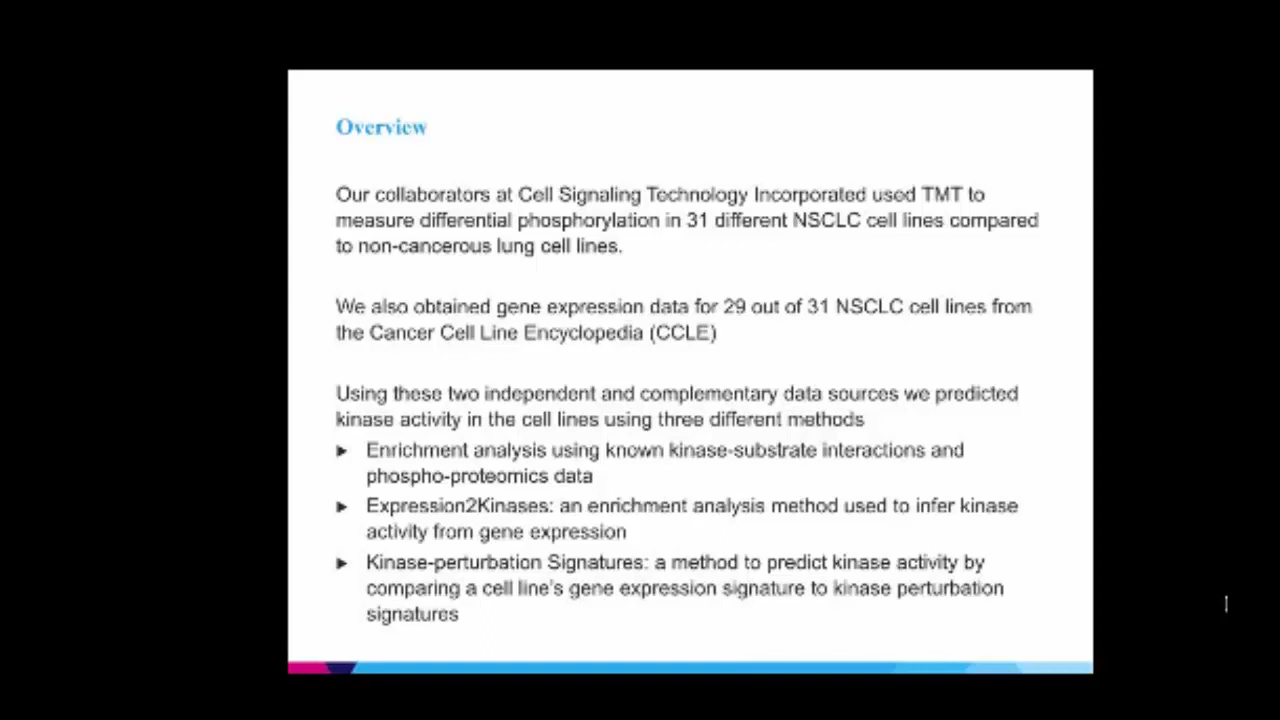 Overview
Our collaborators at Cell Signaling Technology Incorporated used TMT to
measure differential phosphorylation in 31 different NSCLC cell lines compared
to non-cancerous lung cell lines.
We also obtained gene expression data for 29 out of 31 NSCLC cell lines from
the Cancer Cell Line Encyclopedia (CCLE)
Using these two independent and complementary data sources we predicted
kinase activity in the cell lines using three different methods
► Enrichment analysis using known kinase-substrate interactions and
phospho-proteomics data
► Expression2Kinases: an enrichment analysis method used to infer kinase
activity from gene expression
► Kinase-perturbation Signatures: a method to predict kinase activity by
comparing a cell line's gene expression signature to kinase perturbation
signatures